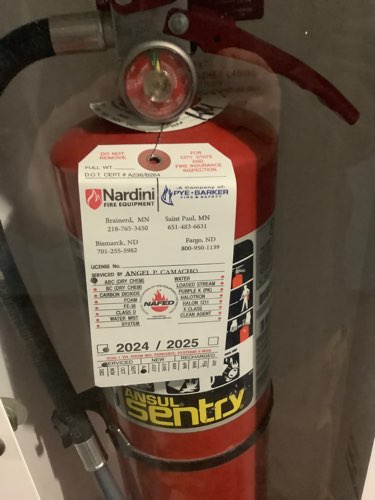 DO NOT
REMOVE
FOR
CITY, STATE
AND FIRE INSURANCE
INSPECTION
FULL WT.
D.O.T. CERT # A236/B264
Nardini
FIRE EQUIPMENT
A Company of:
PYE-BARKER
FIRE & SAFETY
Brainerd, MN
218-765-3450
Saint Paul, MN
651-483-6631
Bismarck, ND
701-255-5982
Fargo, ND
800-950-1139
LICENSE No.
SERVICED BY ANGEL P. CAMACHO
ABC (DRY CHEM)
BC (DRY CHEM)
CARBON DIOXIDE
FOAM
FE-36
CLASS D
WATER MIST
SYSTEM
NAFED
WATER
LOADED STREAM
PURPLE K (PK)
HALOTRON
HALON 1211
K CLASS
CLEAN AGENT
2024 / 2025
SERVICED NEW RECHARGED
ANSUL
Sentry